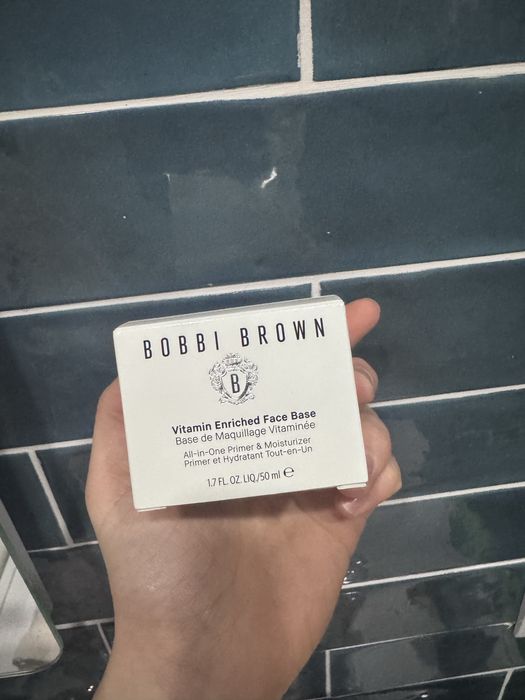 BOBBI BROWN
B
Vitamin Enriched Face Base
Base de Maquillage Vitaminée
All-in-One Primer & Moisturizer
Primer et Hydratant Tout-en-Un
1.7 FL. OZ. LIQ./50 ml ℮